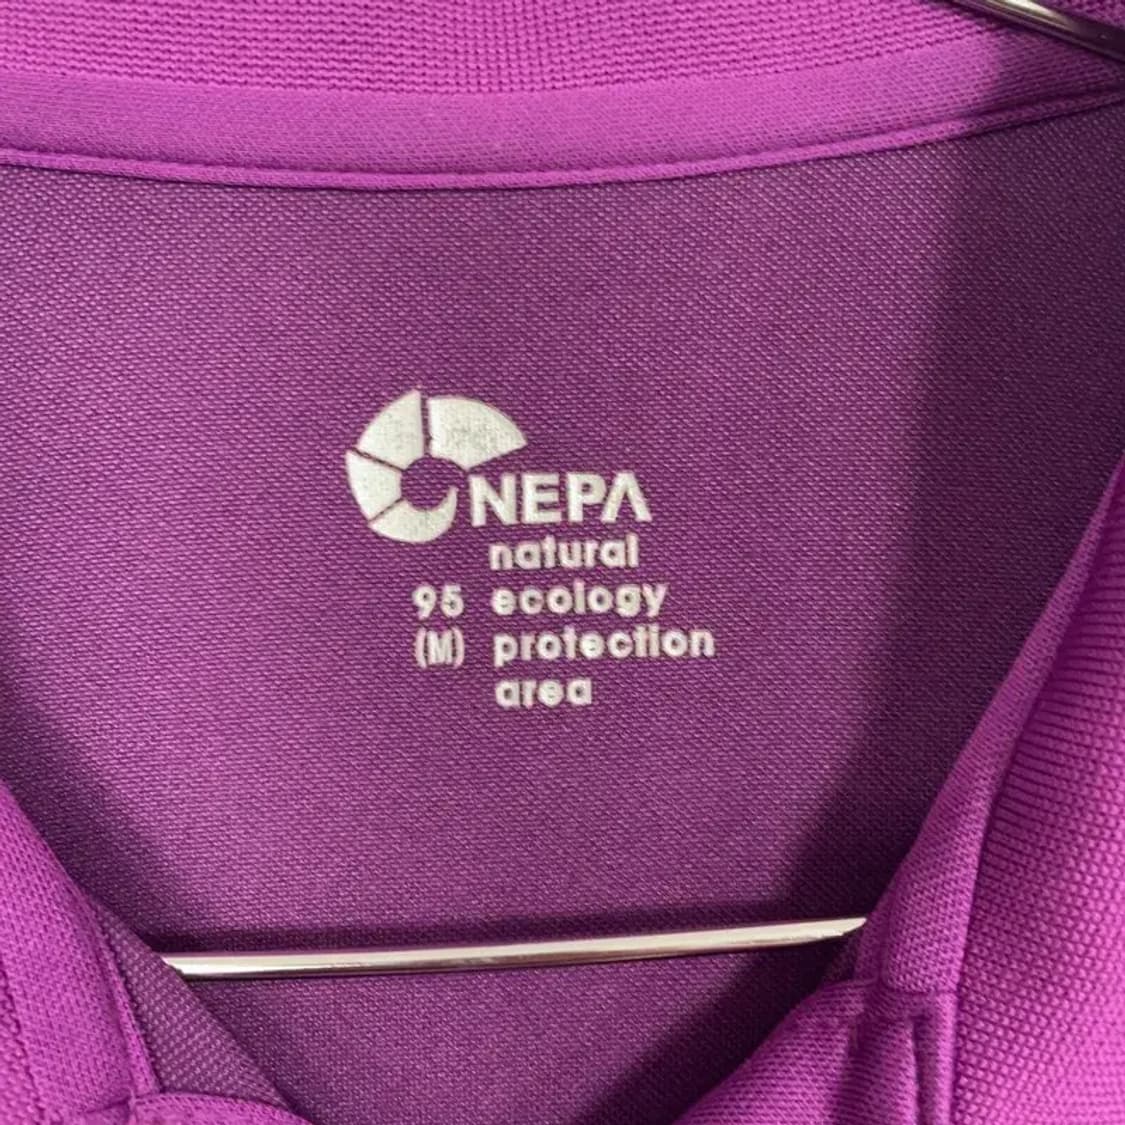 NEPA
natural
95 ecology
(M) protection
area